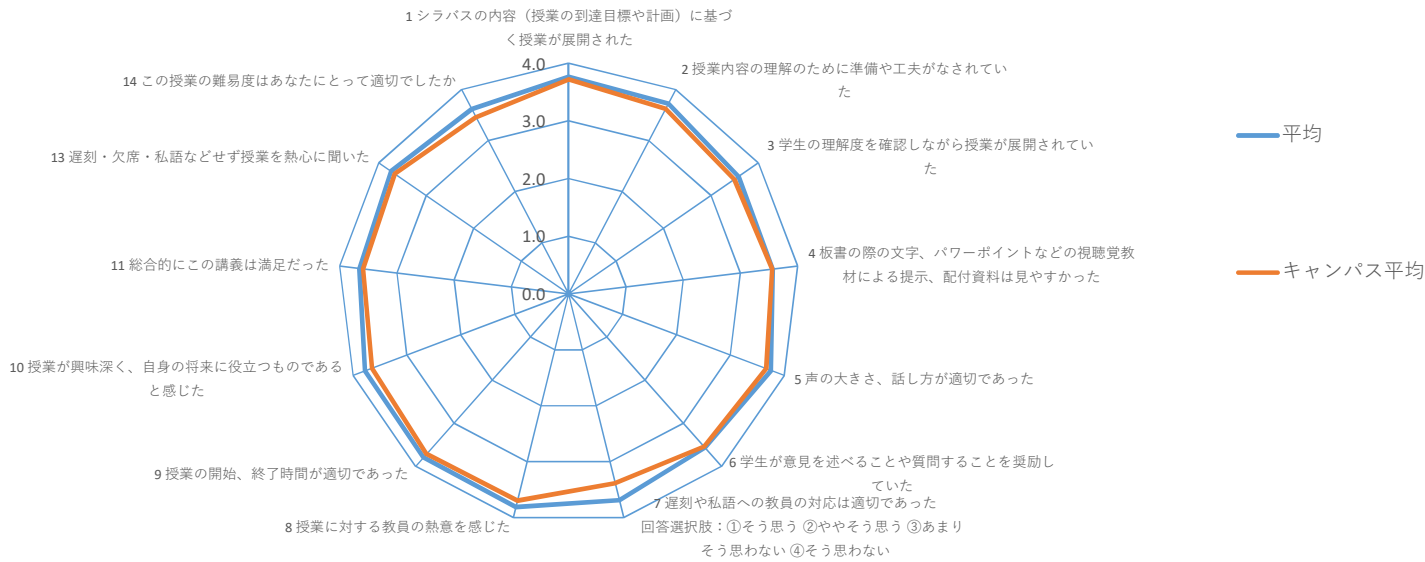 1 シラバスの内容（授業の到達目標や計画）に基づ
く授業が展開された
2 授業内容の理解のために準備や工夫がなされてい
た
3 学生の理解度を確認しながら授業が展開されてい
た
4 板書の際の文字、パワーポイントなどの視聴覚教
材による提示、配付資料は見やすかった
5 声の大きさ、話し方が適切であった
6 学生が意見を述べることや質問することを奨励し
ていた
7 遅刻や私語への教員の対応は適切であった
回答選択肢：①そう思う ②ややそう思う ③あまり
そう思わない ④そう思わない
8 授業に対する教員の熱意を感じた
9 授業の開始、終了時間が適切であった
10 授業が興味深く、自身の将来に役立つものである
と感じた
11 総合的にこの講義は満足だった
13 遅刻・欠席・私語などせず授業を熱心に聞いた
14 この授業の難易度はあなたにとって適切でしたか
4.0
3.0
2.0
1.0
0.0
平均
キャンパス平均